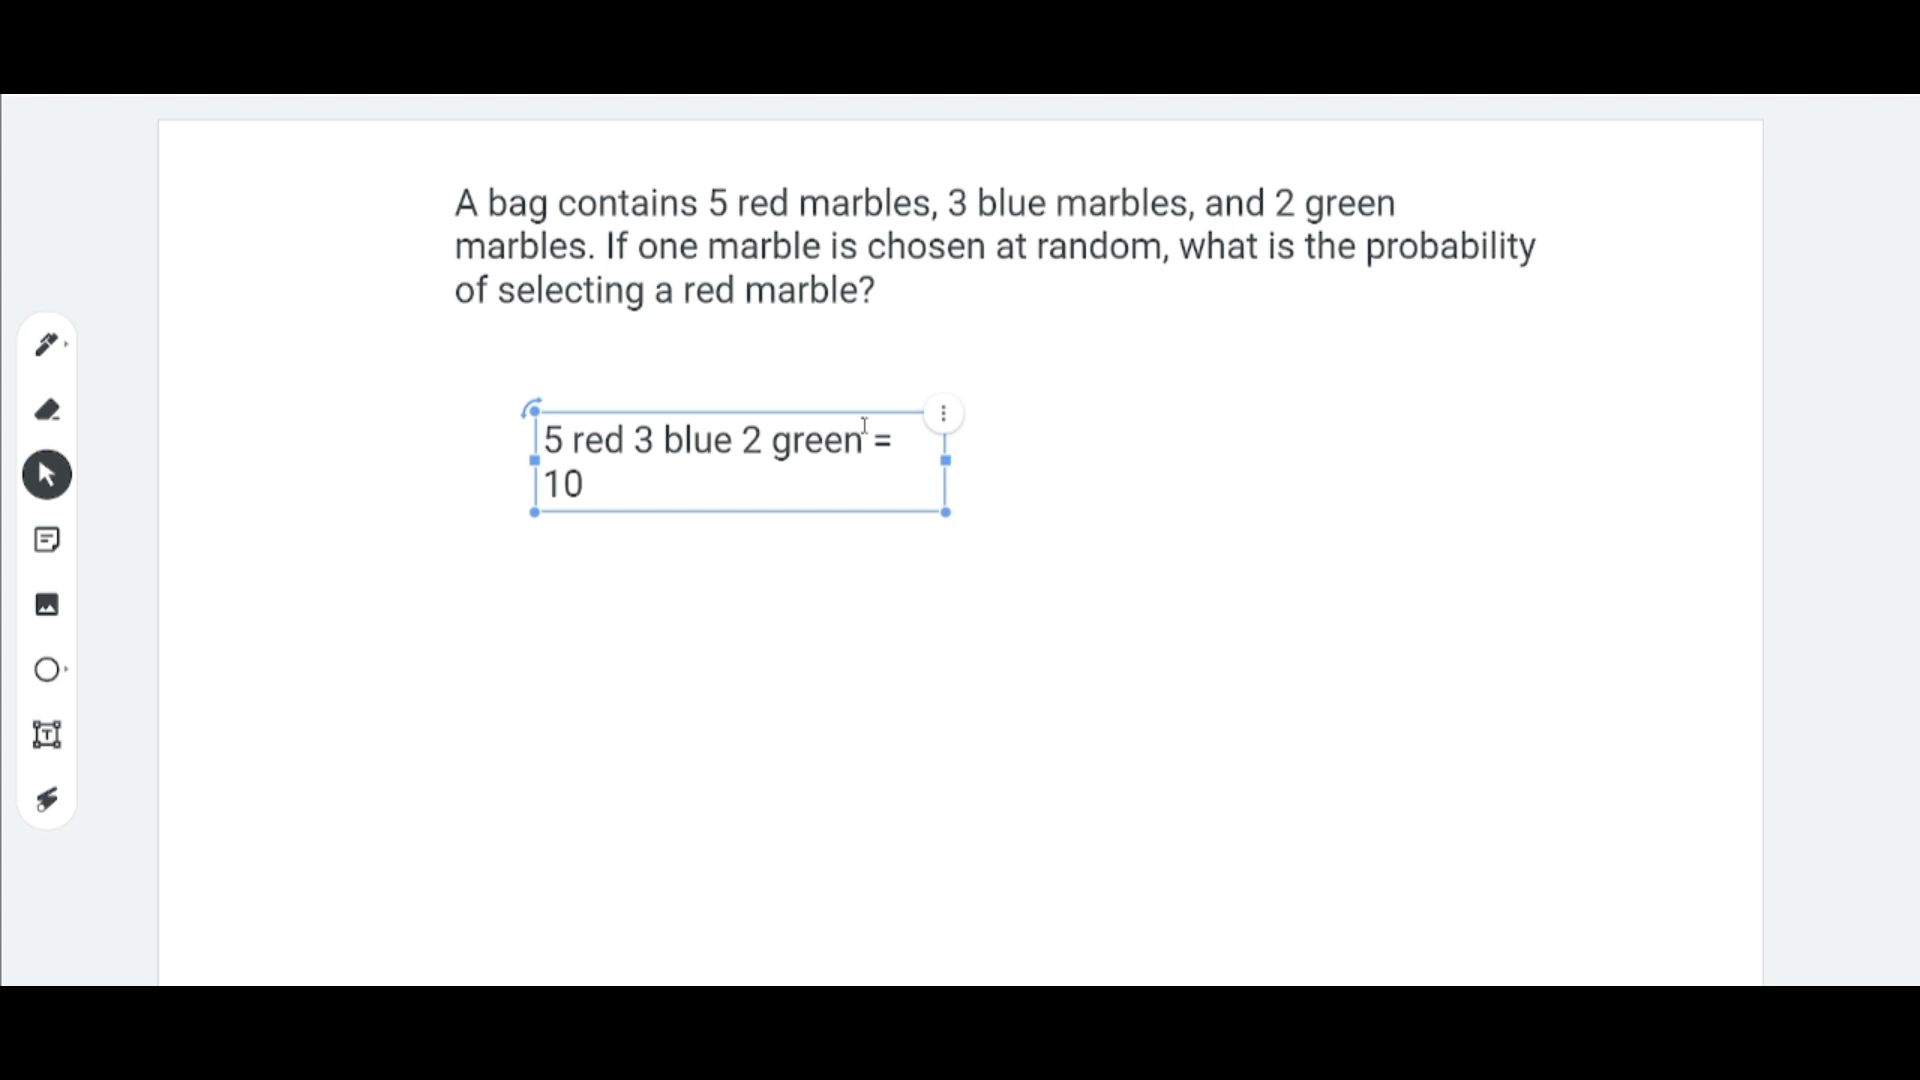 A bag contains 5 red marbles, 3 blue marbles, and 2 green
marbles. If one marble is chosen at random, what is the probability
of selecting a red marble?
5 red 3 blue 2 green =
10